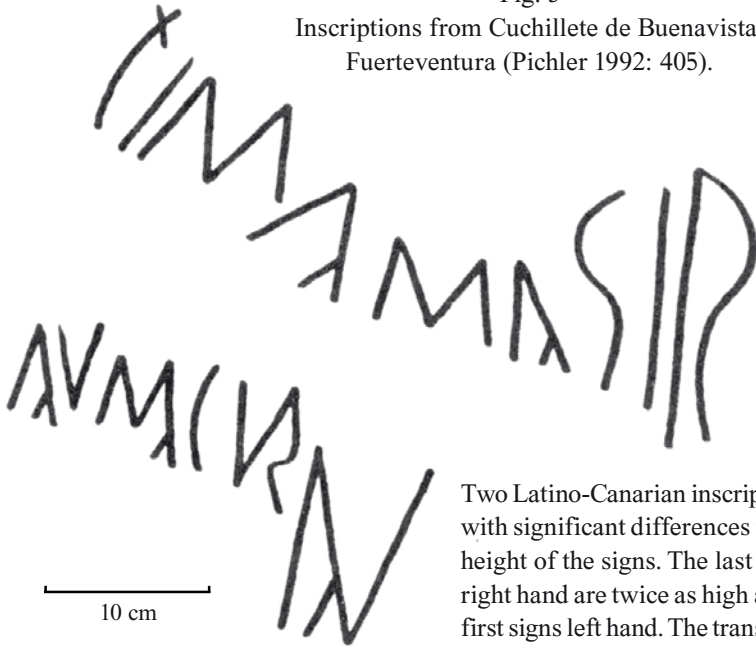 Fig.
Inscriptions from Cuchillete de Buenavista
Fuerteventura (Pichler 1992: 405).
10 cm
Two Latino-Canarian inscrip
with significant differences
height of the signs. The last
right hand are twice as high a
first signs left hand. The trans